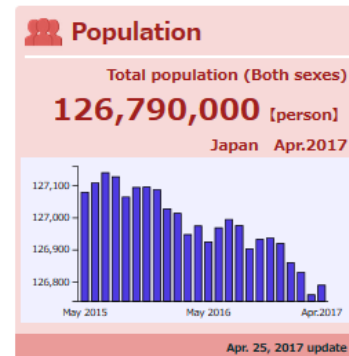 Population
Total population (Both sexes)
126,790,000【person】
Japan Apr.2017
127,100
127,000
126,900
126,800
May 2015 May 2016 Apr.2017
Apr. 25, 2017 update